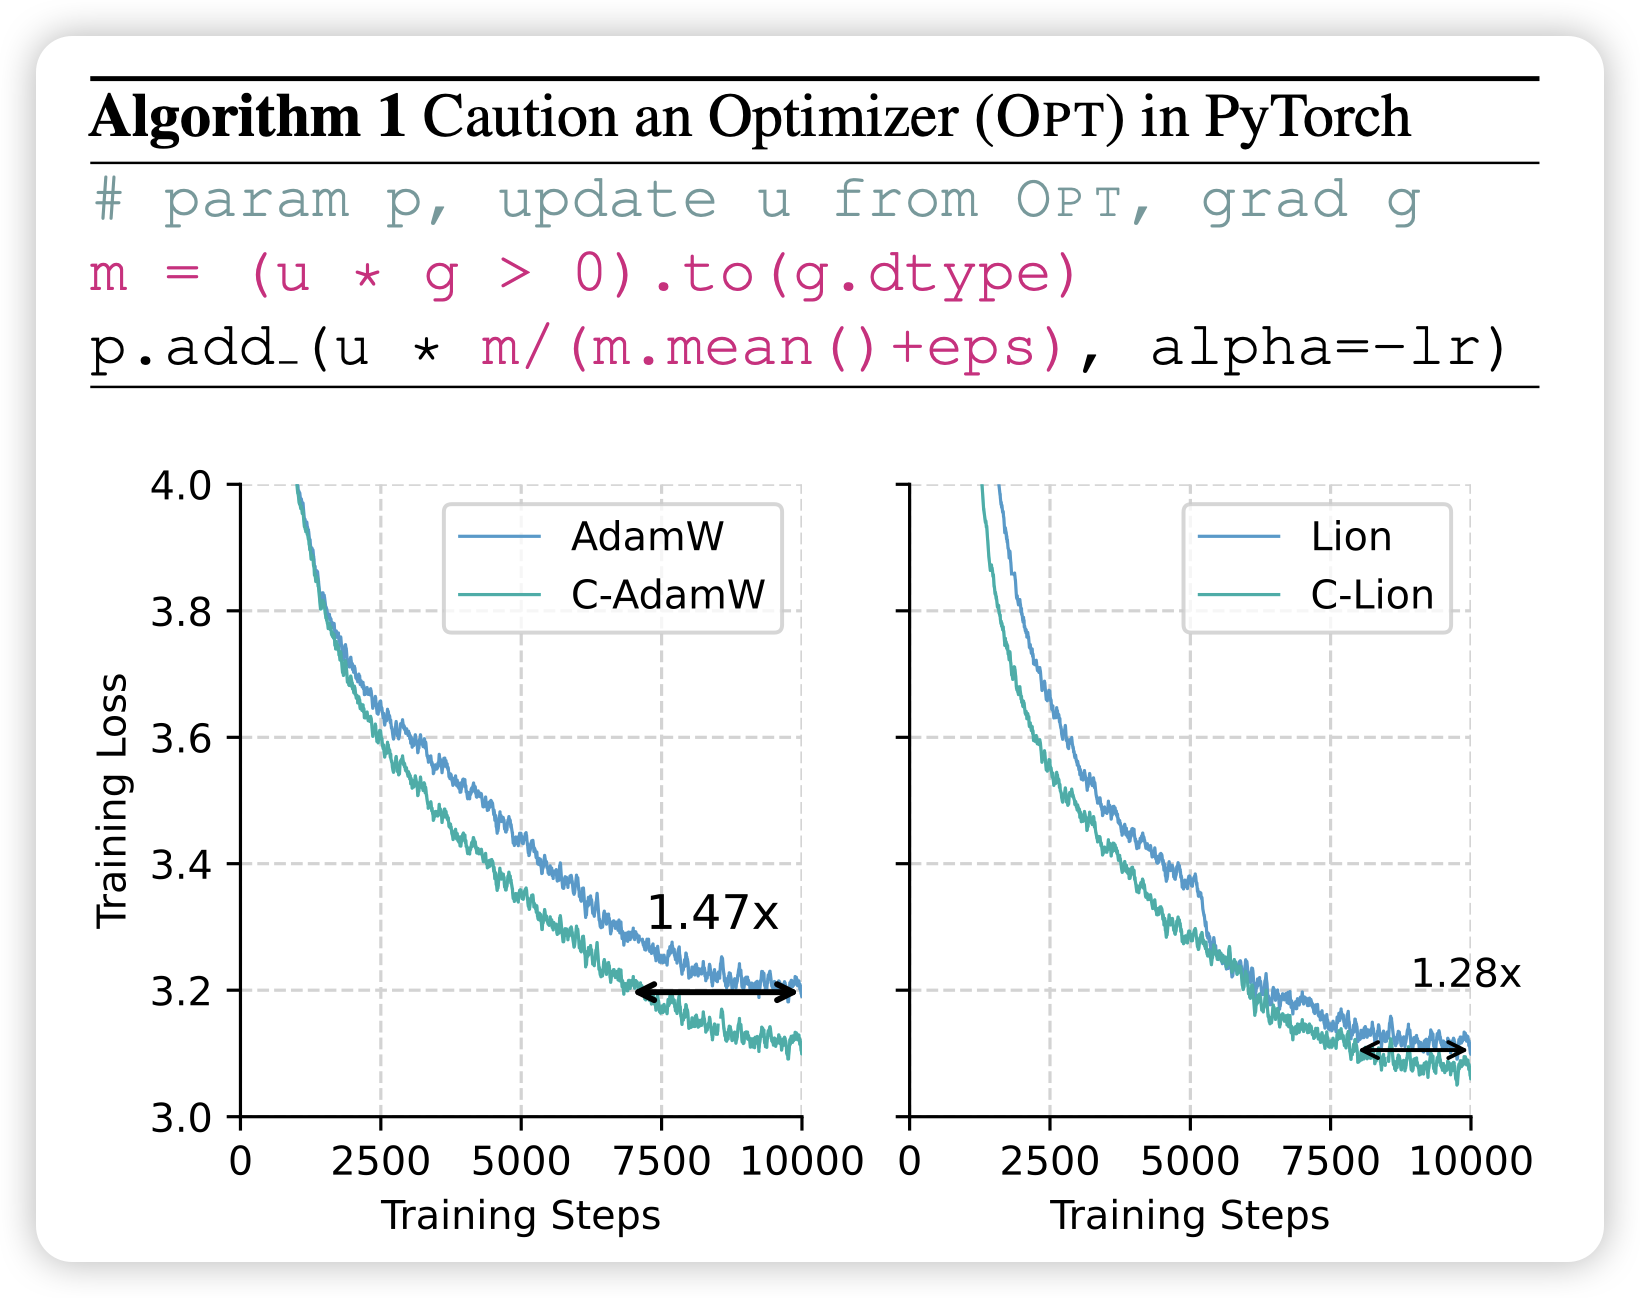 Algorithm 1 Caution an Optimizer (OPT) in PyTorch
# param p, update u from OPT, grad g
m = (u * g > 0).to(g.dtype)
p.add_(u * m/(m.mean()+eps), alpha=-lr)
Training Loss
4.0
3.8
3.6
3.4
3.2
3.0
AdamW
C-AdamW
1.47x
0 2500 5000 7500 10000
Training Steps
Lion
C-Lion
1.28x
0 2500 5000 7500 10000
Training Steps